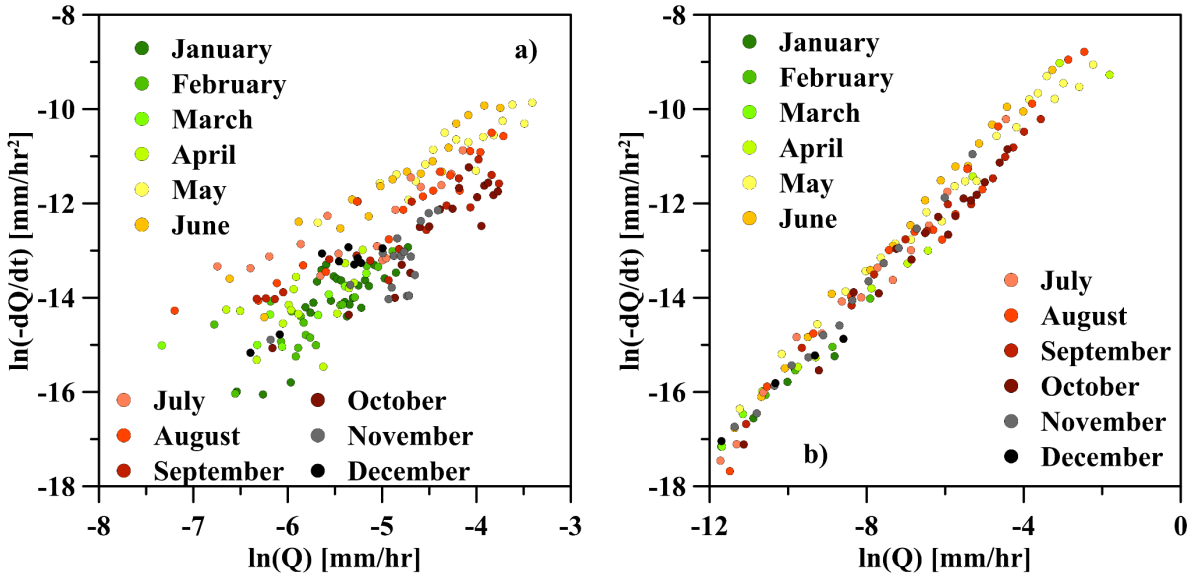 -8
-10
-12
-14
-16
-18
ln(-dQ/dt) [mm/hr²]
January
February
March
April
May
June
a)
July
August
September
October
November
December
-8 -7 -6 -5 -4 -3
ln(Q) [mm/hr]
-8
-10
-12
-14
-16
-18
ln(-dQ/dt) [mm/hr²]
January
February
March
April
May
June
July
August
September
October
November
December
b)
-12 -8 -4 0
ln(Q) [mm/hr]